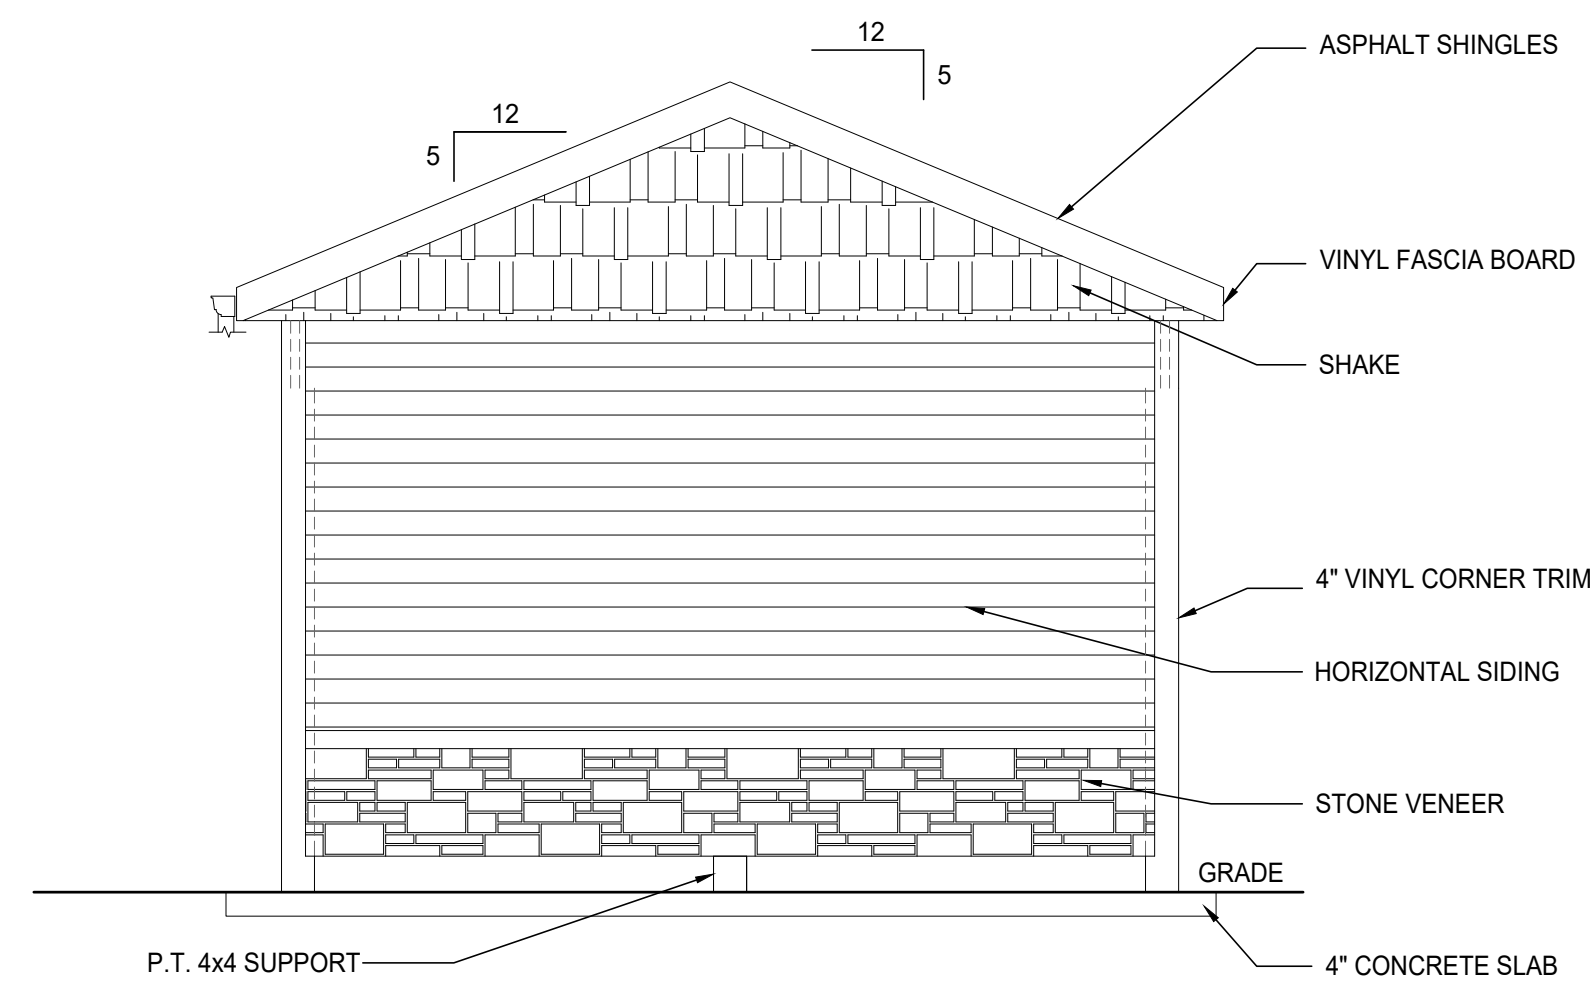 12
5
ASPHALT SHINGLES
12
5
VINYL FASCIA BOARD
SHAKE
4" VINYL CORNER TRIM
HORIZONTAL SIDING
STONE VENEER
GRADE
P.T. 4x4 SUPPORT
4" CONCRETE SLAB